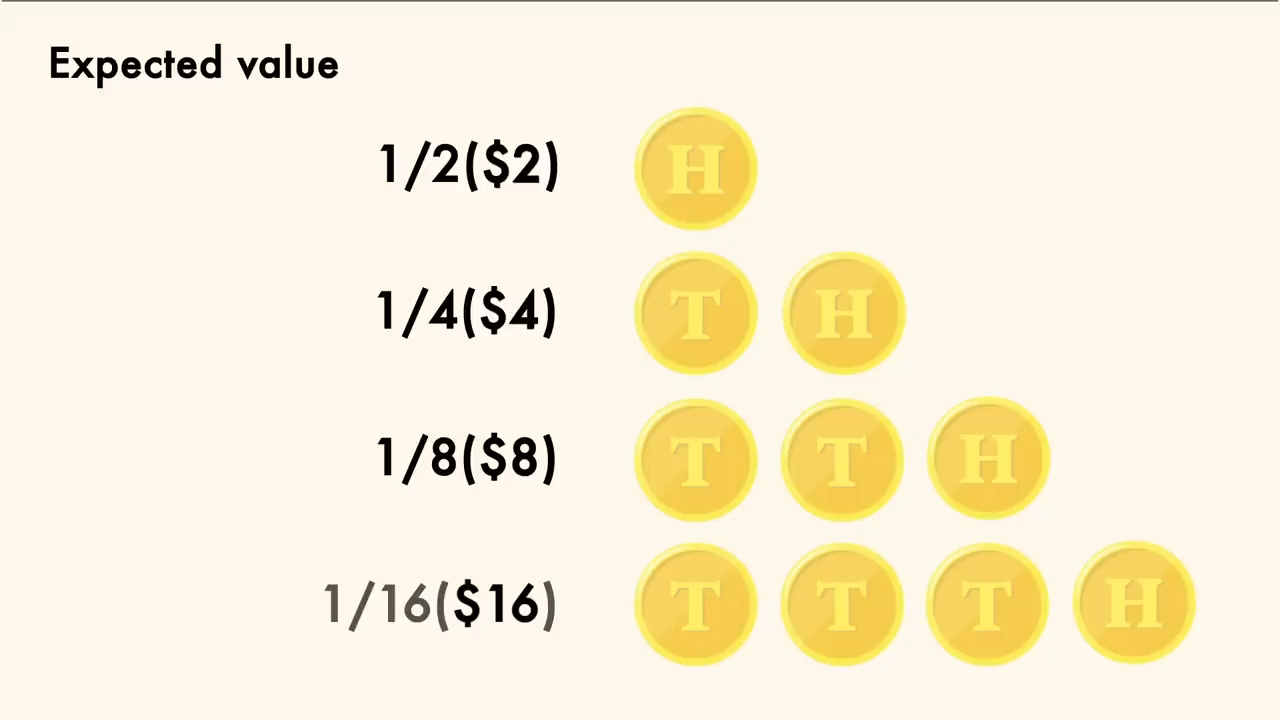 Expected value
1/2($2) H
1/4($4) T H
1/8($8) T T H
1/16($16) T T T H